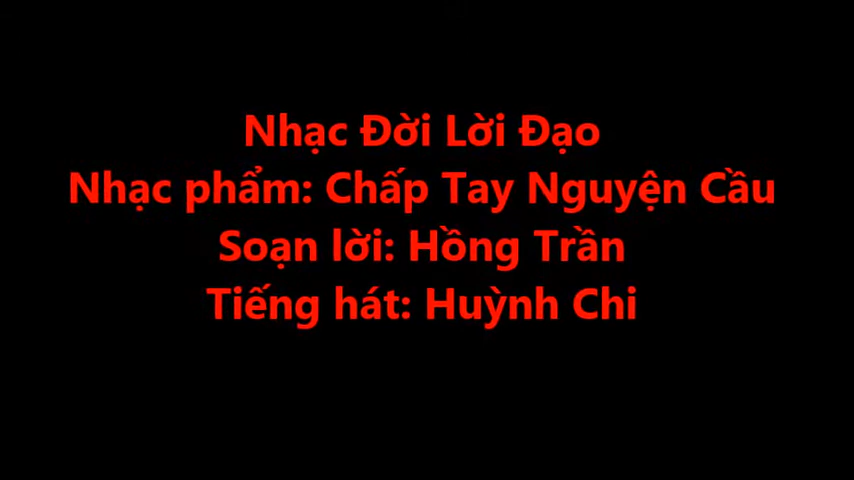 Nhạc Đời Lời Đạo
Nhạc phẩm: Chấp Tay Nguyện Cầu
Soạn lời: Hồng Trần
Tiếng hát: Huỳnh Chi